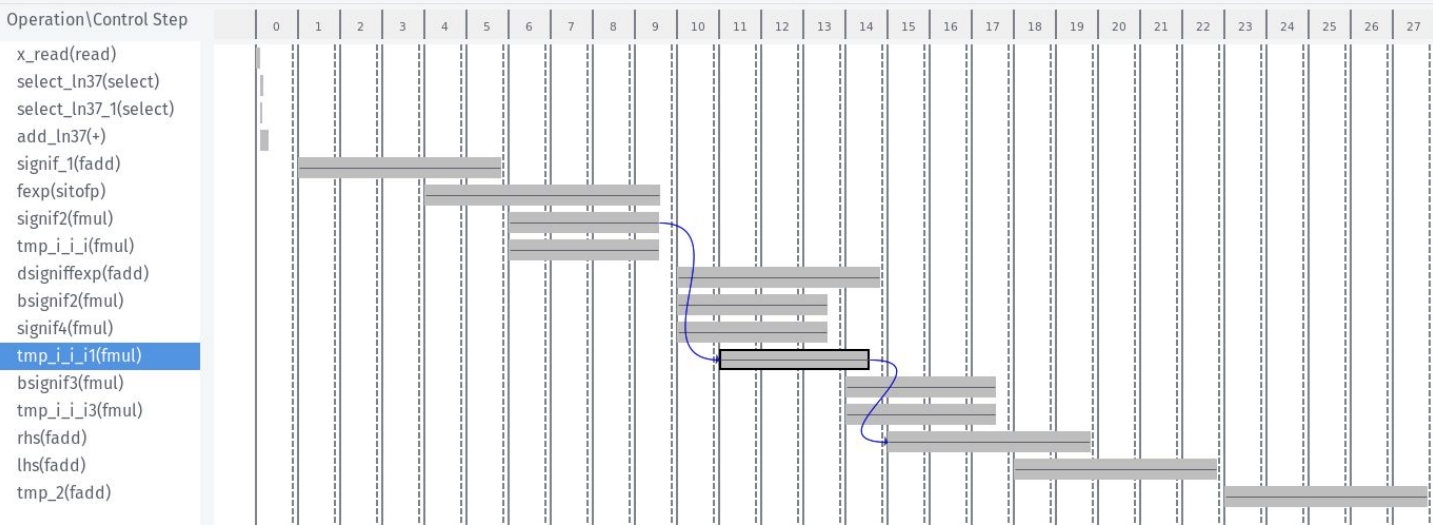 Operation\Control Step
0 1 2 3 4 5 6 7 8 9 10 11 12 13 14 15 16 17 18 19 20 21 22 23 24 25 26 27
x_read(read)
select_ln37(select)
select_ln37_1(select)
add_ln37(+)
signif_1(fadd)
fexp(sitofp)
signif2(fmul)
tmp_i_i_i(fmul)
dsigniffexp(fadd)
bsignif2(fmul)
signif4(fmul)
tmp_i_i_i1(fmul)
bsignif3(fmul)
tmp_i_i_i3(fmul)
rhs(fadd)
lhs(fadd)
tmp_2(fadd)